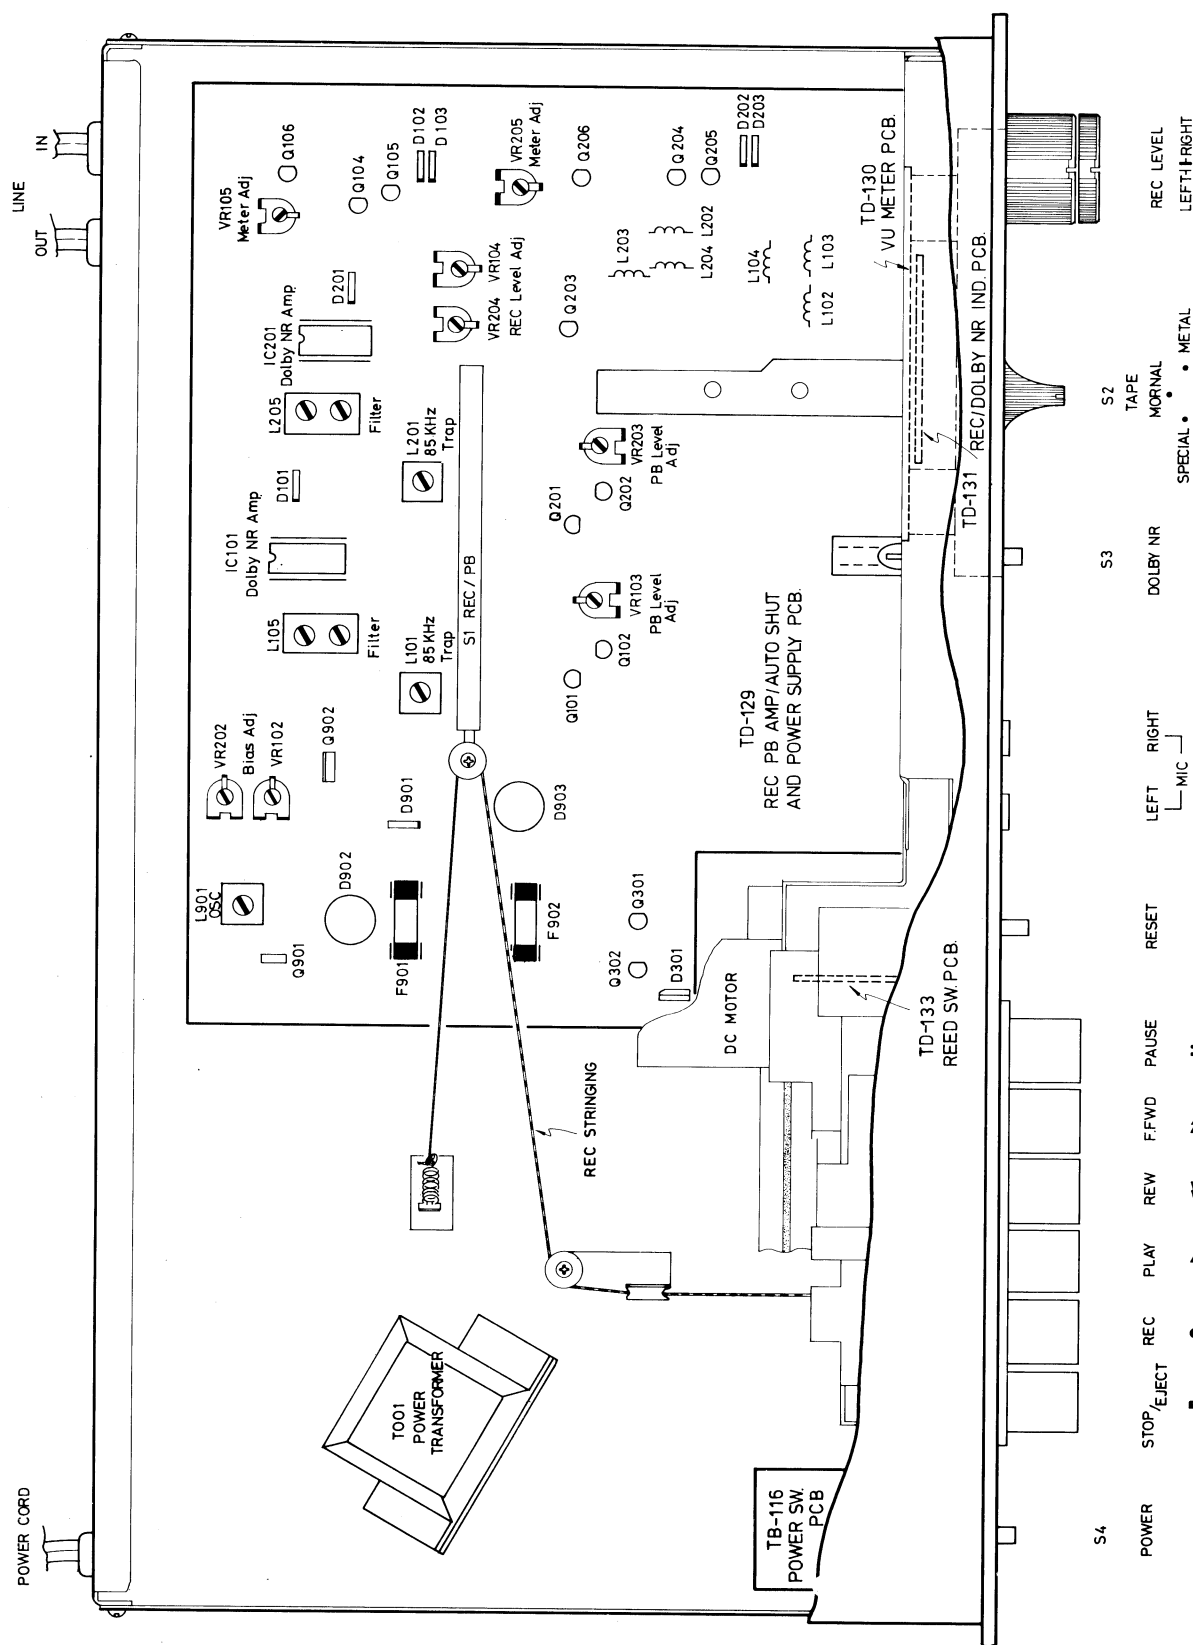 POWER CORD
LINE
OUT
IN
L901
OSC
Q901
D902
F901
VR202
Bias Adj
VR102
Q902
D901
D903
F902
L105
Filter
IC101
Dolby NR Amp
D101
L205
Filter
IC201
Dolby NR Amp
D201
VR105
Meter Adj
Q106
Q104
Q105
D102
D103
L101
85KHz
Trap
L201
85KHz
Trap
S1 REC/PB
VR204
VR104
REC Level Adj
VR205
Meter Adj
Q206
Q203
Q204
Q205
D202
D203
L203
L204
L202
L104
L102
L103
Q101
Q102
VR103
PB Level
Adj
Q201
Q202
VR203
PB Level
Adj
Q302
Q301
D301
DC MOTOR
REC STRINGING
T001
POWER
TRANSFORMER
TD-129
REC PB AMP/AUTO SHUT
AND POWER SUPPLY PCB.
TD-130
VU METER PCB.
TD-131
REC/DOLBY NR IND. PCB.
TD-133
REED SW. PCB.
TB-116
POWER SW.
PCB
S4
POWER
STOP/EJECT
REC
PLAY
REW
F.FWD
PAUSE
RESET
LEFT
RIGHT
MIC
S3
DOLBY NR
S2
TAPE
MORNAL
SPECIAL • • • METAL
REC LEVEL
LEFT RIGHT